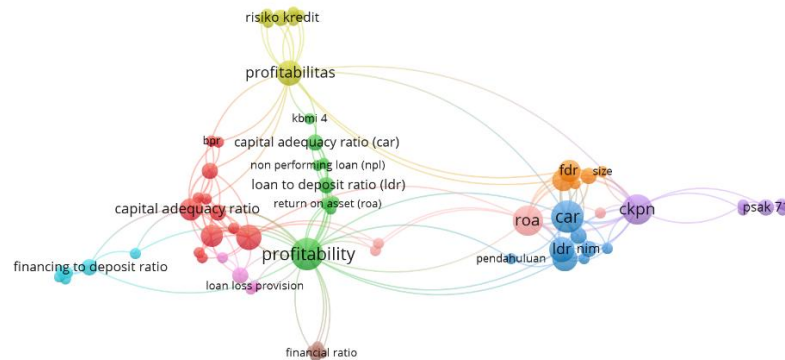 risiko kredit
profitabilitas
kbmi 4
bpr
capital adequacy ratio (car)
non performing loan (npl)
loan to deposit ratio (ldr)
return on asset (roa)
capital adequacy ratio
profitability
financing to deposit ratio
loan loss provision
financial ratio
fdr
size
roa
car
ckpn
psak 71
ldr
nim
pendahuluan